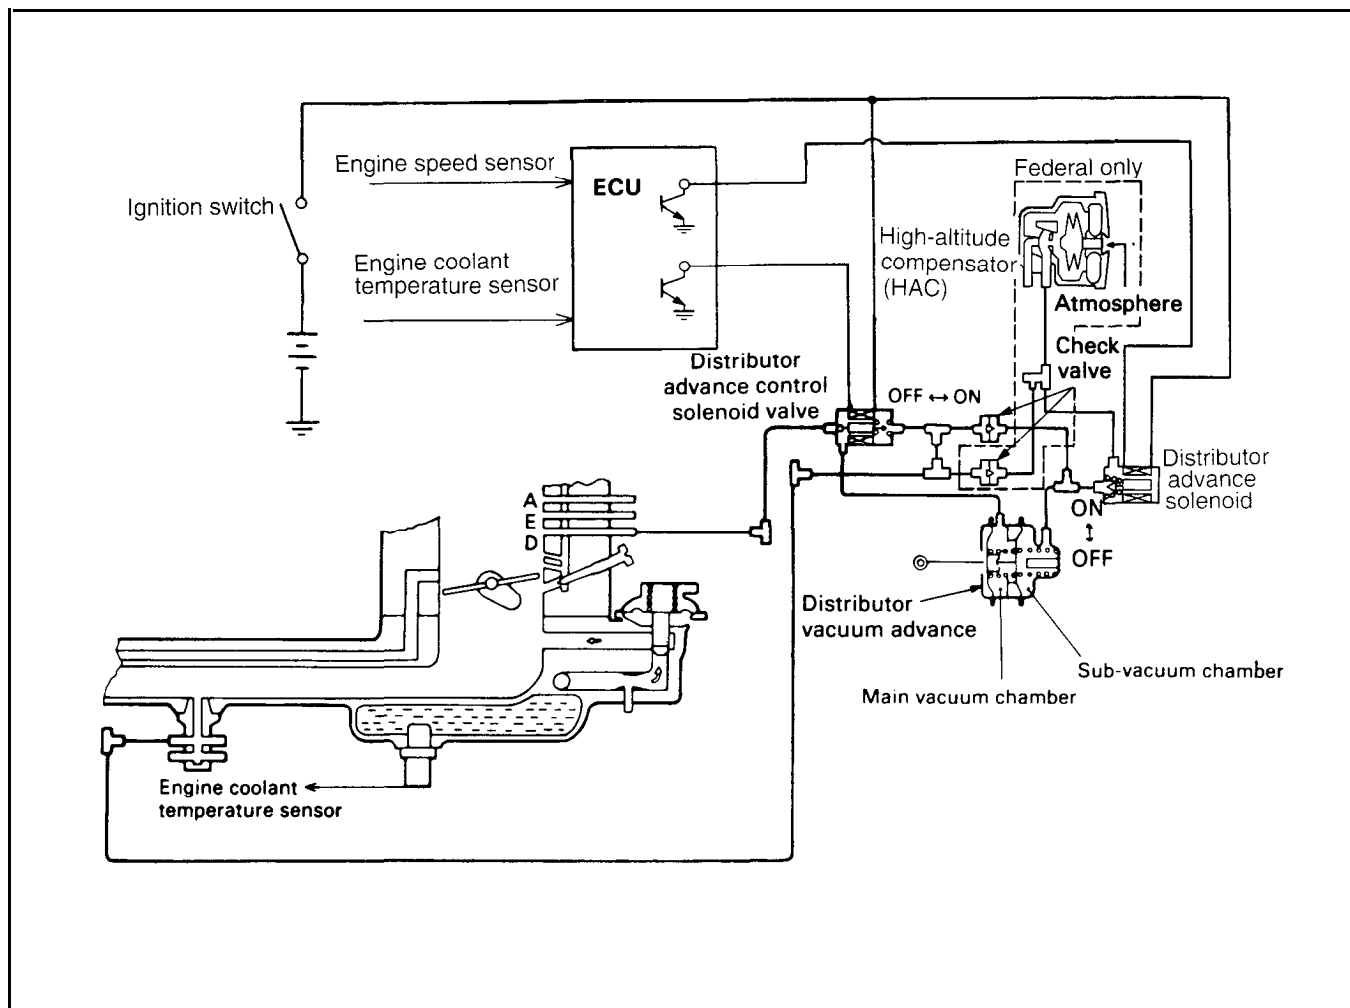 Federal only
Engine speed sensor
ECU
Ignition switch
High-altitude
compensator
(HAC)
Engine coolant
temperature sensor
Atmosphere
Check
valve
Distributor
advance control
solenoid valve
OFF ↔ ON
Distributor
advance
solenoid
A
E
D
ON
↕
OFF
Distributor
vacuum advance
Sub-vacuum chamber
Main vacuum chamber
Engine coolant
temperature sensor